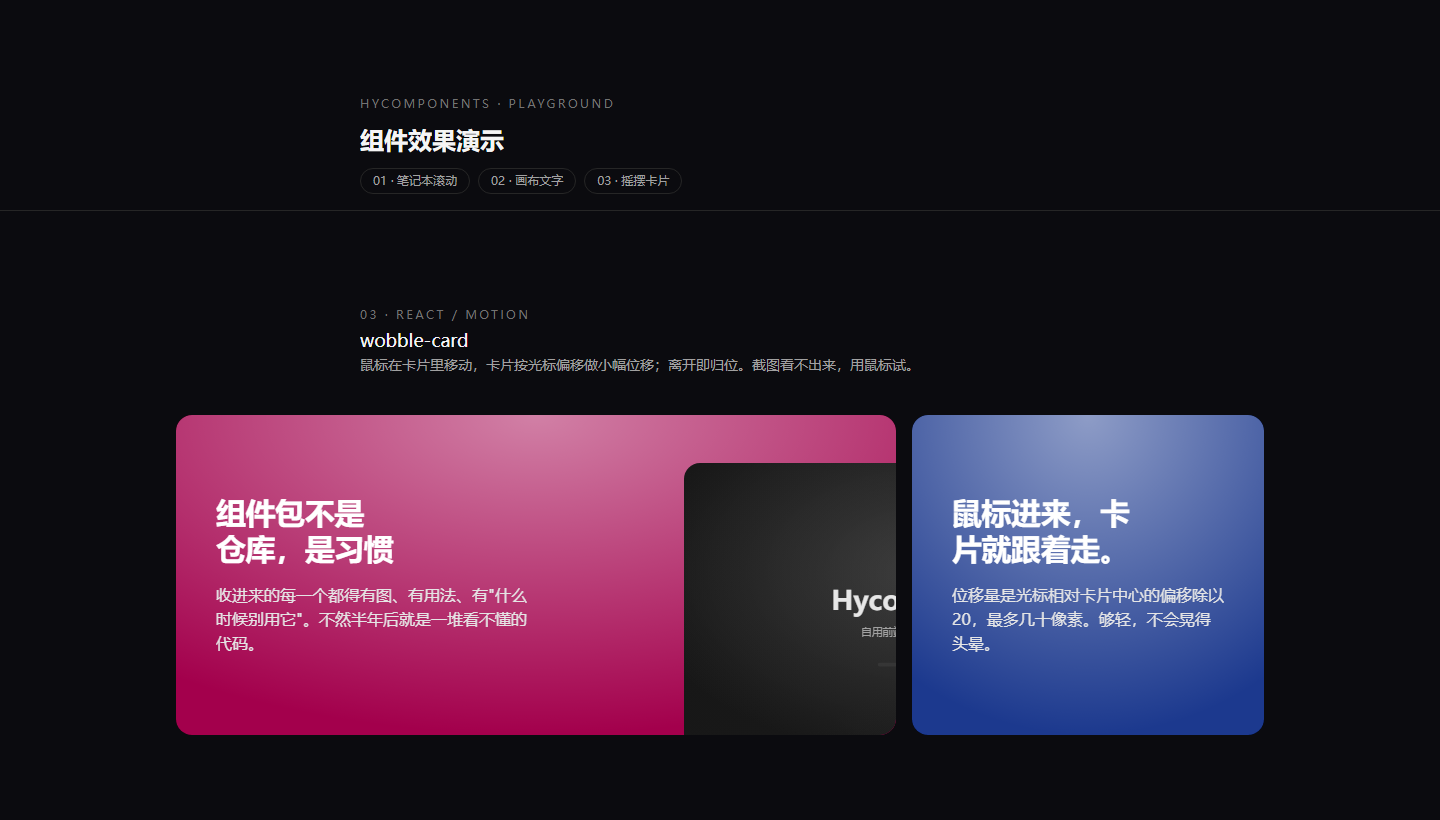 HYCOMPONENTS · PLAYGROUND
组件效果演示
01 · 笔记本滚动
02 · 画布文字
03 · 摇摆卡片
03 · REACT / MOTION
wobble-card
鼠标在卡片里移动，卡片按光标偏移做小幅位移；离开即归位。截图看不出来，用鼠标试。
组件包不是
仓库，是习惯
收进来的每一个都得有图、有用法、有"什么
时候别用它"。不然半年后就是一堆看不懂的
代码。
Hyco
自用前
鼠标进来，卡
片就跟着走。
位移量是光标相对卡片中心的偏移除以
20，最多几十像素。够轻，不会晃得
头晕。